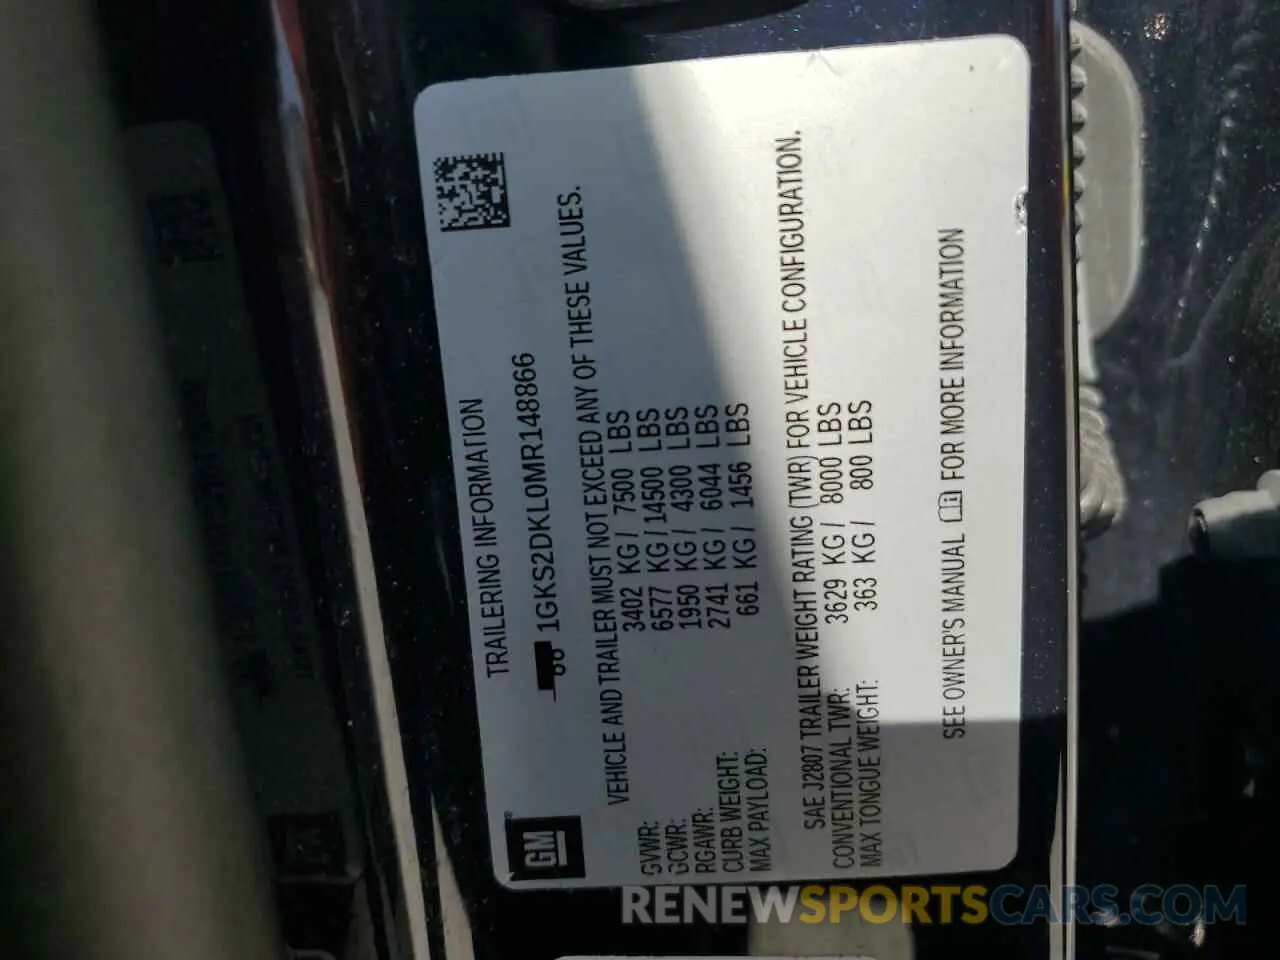 GM
TRAILERING INFORMATION
1GKS2DKL0MR148866
VEHICLE AND TRAILER MUST NOT EXCEED ANY OF THESE VALUES.
GVWR: 3402 KG / 7500 LBS
GCWR: 6577 KG / 14500 LBS
RGAWR: 1950 KG / 4300 LBS
CURB WEIGHT: 2741 KG / 6044 LBS
MAX PAYLOAD: 661 KG / 1456 LBS
SAE J2807 TRAILER WEIGHT RATING (TWR) FOR VEHICLE CONFIGURATION.
CONVENTIONAL TWR: 3629 KG / 8000 LBS
MAX TONGUE WEIGHT: 363 KG / 800 LBS
SEE OWNER'S MANUAL FOR MORE INFORMATION
RENEWSPORTSCARS.COM